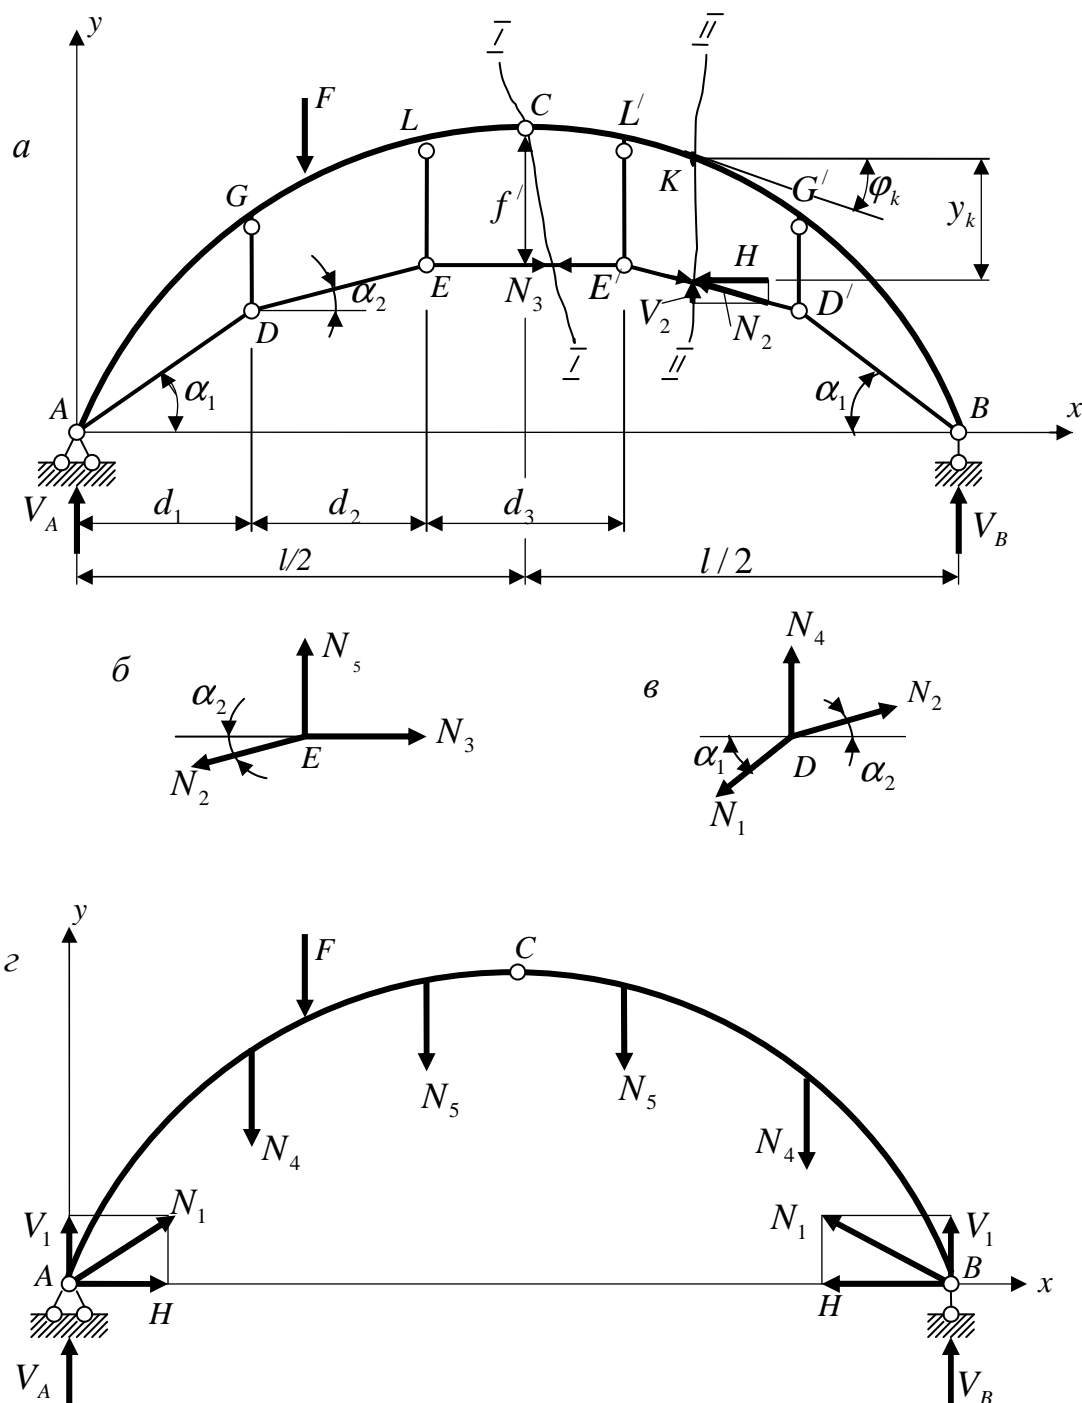 y
I II
F L C L/ 
a
K G/ φk
G f/ yk
H
α2 E N3 E/ V2 D/
D N2
I II
A α1 α1 B x
VA d1 d2 d3 VB
l/2 l/2
N5 N4
б α2 в N2
N3
E α1 D α2
N2 N1
y
г F C
N5 N5
N4 N4
V1 N1 N1 V1
A B x
H H
VA VB